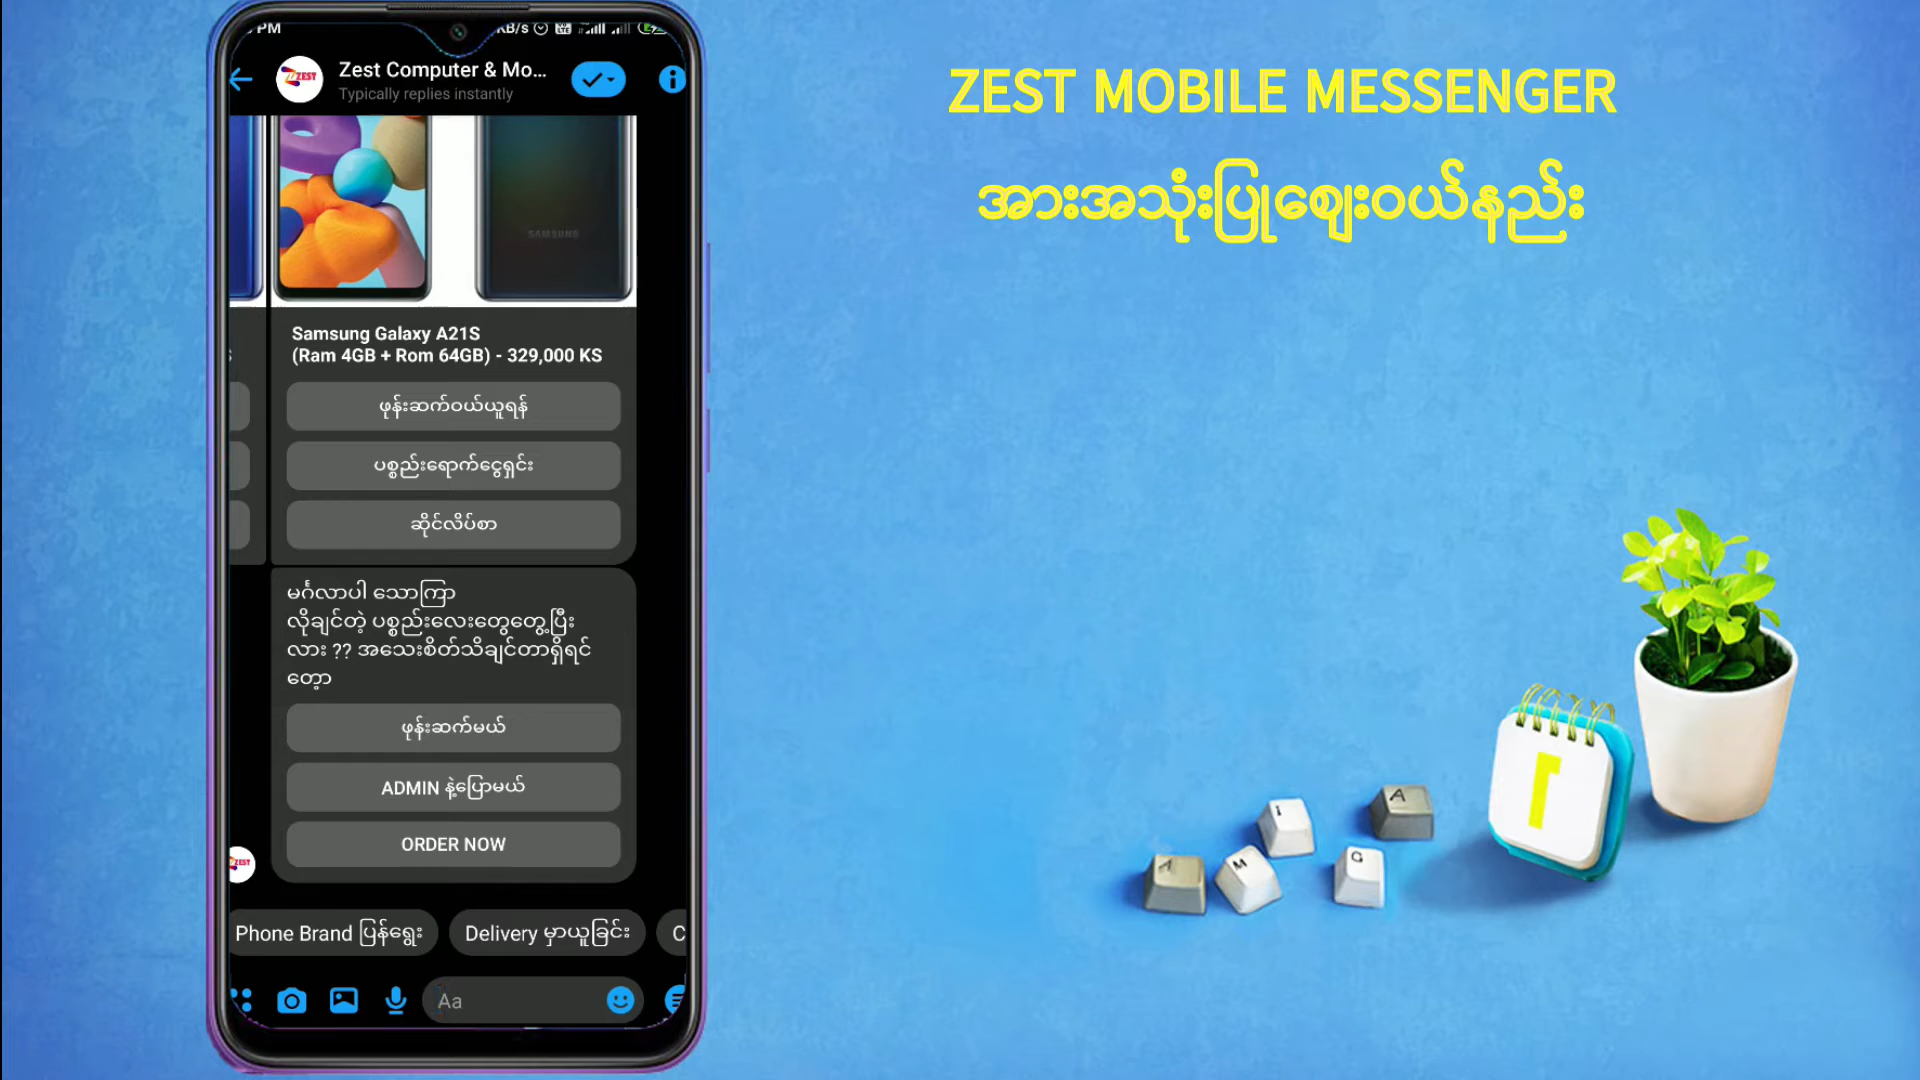 PM
KB/s
ZEST
Zest Computer & Mo...
Typically replies instantly
SAMSUNG
Samsung Galaxy A21S
(Ram 4GB + Rom 64GB) - 329,000 KS
ဖုန်းဆက်ဝယ်ယူရန်
ပစ္စည်းရောက်ငွေရှင်း
ဆိုင်လိပ်စာ
မင်္ဂလာပါ သောကြာ
လိုချင်တဲ့ ပစ္စည်းလေးတွေတွေ့ပြီး
လား ?? အသေးစိတ်သိချင်တာရှိရင်
တော့
ဖုန်းဆက်မယ်
ADMIN နဲ့ပြောမယ်
ORDER NOW
ZEST
Phone Brand ပြန်ရွေး
Delivery မှာယူခြင်း
C
Aa
ZEST MOBILE MESSENGER
အားအသုံးပြုဈေးဝယ်နည်း
I
A
A
M
G
1